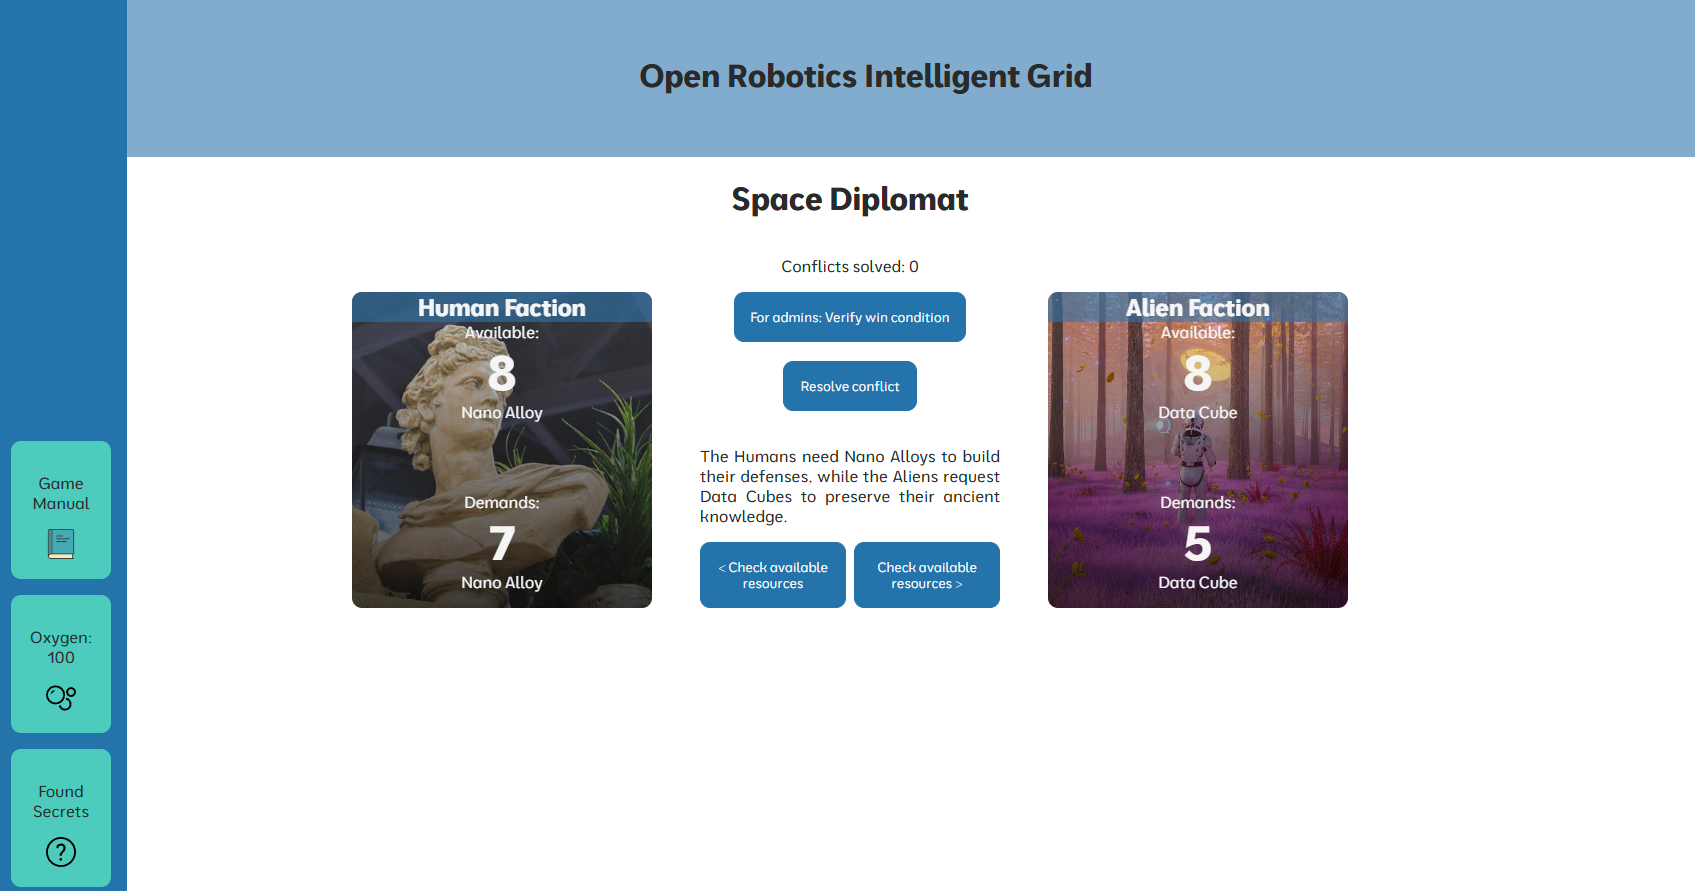 Open Robotics Intelligent Grid
Space Diplomat
Conflicts solved: 0
Human Faction
Available:
8
Nano Alloy
Demands:
7
Nano Alloy
For admins: Verify win condition
Resolve conflict
The Humans need Nano Alloys to build
their defenses, while the Aliens request
Data Cubes to preserve their ancient
knowledge.
< Check available
resources
Check available
resources >
Alien Faction
Available:
8
Data Cube
Demands:
5
Data Cube
Game
Manual
Oxygen:
100
Found
Secrets
?